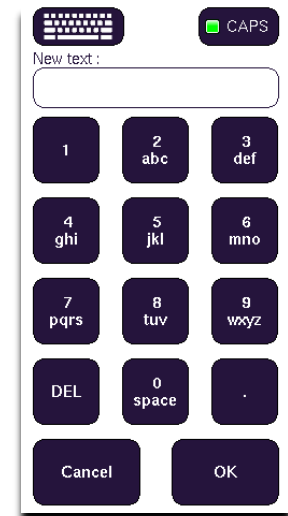 CAPS
New text :
1
2
abc
3
def
4
ghi
5
jkl
6
mno
7
pqrs
8
tuv
9
wxyz
DEL
0
space
.
Cancel
OK